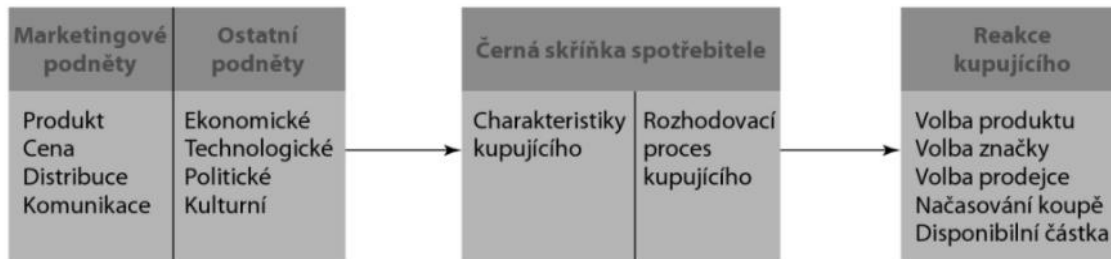 Marketingové
podněty
Ostatní
podněty
Černá skříňka spotřebitele
Reakce
kupujícího
Produkt
Cena
Distribuce
Komunikace
Ekonomické
Technologické
Politické
Kulturní
Charakteristiky
kupujícího
Rozhodovací
proces
kupujícího
Volba produktu
Volba značky
Volba prodejce
Načasování koupě
Disponibilní částka